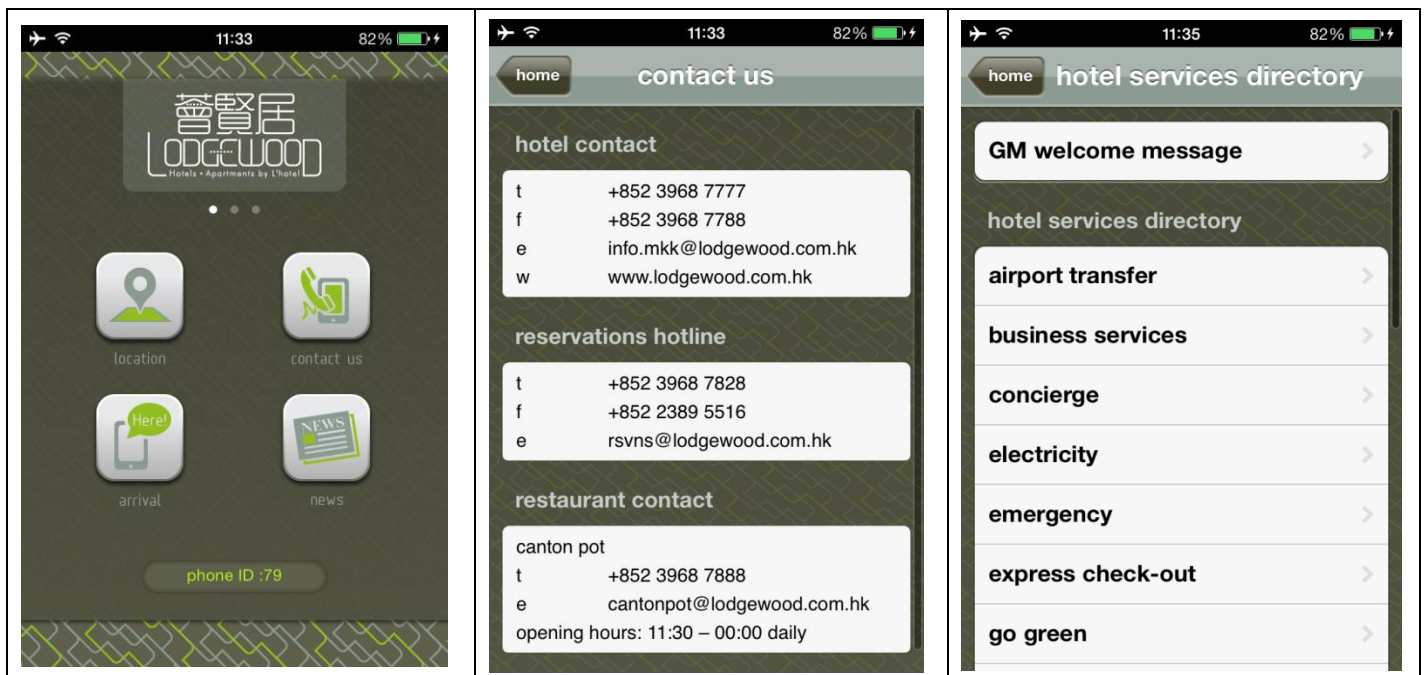 11:33
82%
薈賢居
LODGEWOOD
Hotels • Apartments by L'hotel
location
contact us
Here!
NEWS
arrival
news
phone ID :79
11:33
82%
home
contact us
hotel contact
t +852 3968 7777
f +852 3968 7788
e info.mkk@lodgewood.com.hk
w www.lodgewood.com.hk
reservations hotline
t +852 3968 7828
f +852 2389 5516
e rsvns@lodgewood.com.hk
restaurant contact
canton pot
t +852 3968 7888
e cantonpot@lodgewood.com.hk
opening hours: 11:30 – 00:00 daily
11:35
82%
home
hotel services directory
GM welcome message
hotel services directory
airport transfer
business services
concierge
electricity
emergency
express check-out
go green